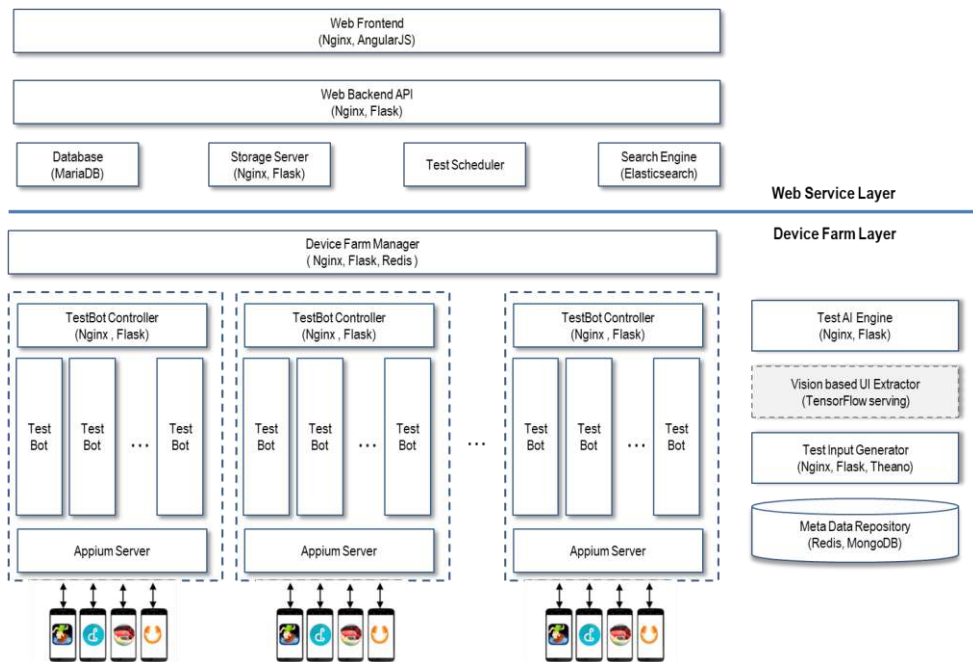 Web Frontend
(Nginx, AngularJS)
Web Backend API
(Nginx, Flask)
Database
(MariaDB)
Storage Server
(Nginx, Flask)
Test Scheduler
Search Engine
(Elasticsearch)
Web Service Layer
Device Farm Layer
Device Farm Manager
( Nginx, Flask, Redis )
TestBot Controller
(Nginx , Flask)
Test
Bot
Test
Bot
...
Test
Bot
Appium Server
TestBot Controller
(Nginx , Flask)
Test
Bot
Test
Bot
...
Test
Bot
Appium Server
...
TestBot Controller
(Nginx , Flask)
Test
Bot
Test
Bot
...
Test
Bot
Appium Server
Test AI Engine
(Nginx, Flask)
Vision based UI Extractor
(TensorFlow serving)
Test Input Generator
(Nginx, Flask, Theano)
Meta Data Repository
(Redis, MongoDB)